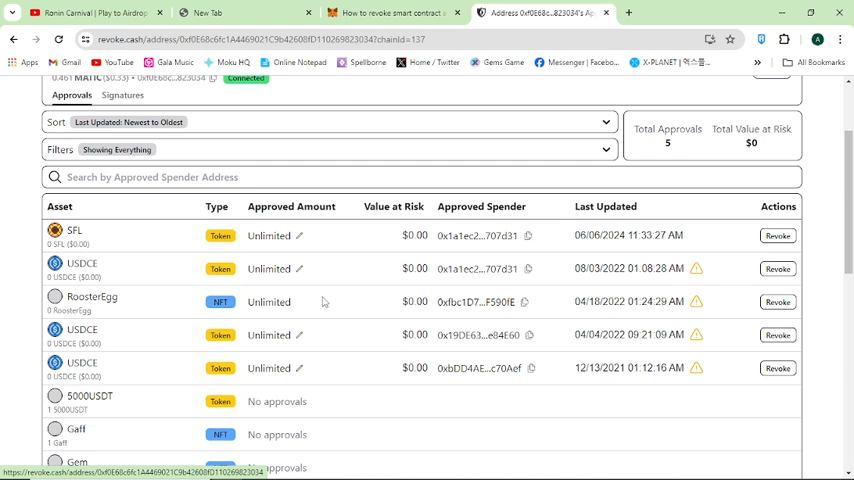 Ronin Carnival | Play to Airdrop
New Tab
How to revoke smart contract a
Address 0xf0E68c...823034's Ap
revoke.cash/address/0xf0E68c6fc1A4469021C9b42608fD110269823034?chainId=137
Apps
Gmail
YouTube
Gala Music
Moku HQ
Online Notepad
Spellborne
Home / Twitter
Gems Game
Messenger | Faceboo...
X-PLANET | 엑스플...
All Bookmarks
0.461 MATIC ($0.33) • 0xf0E68c...823034
Connected
Approvals Signatures
Sort Last Updated: Newest to Oldest
Filters Showing Everything
Total Approvals Total Value at Risk
5 $0
Search by Approved Spender Address
Asset Type Approved Amount Value at Risk Approved Spender Last Updated Actions
SFL
0 SFL ($0.00)
Token Unlimited $0.00 0x1a1ec2...707d31 06/06/2024 11:33:27 AM Revoke
USDCE
0 USDCE ($0.00)
Token Unlimited $0.00 0x1a1ec2...707d31 08/03/2022 01:08:28 AM Revoke
RoosterEgg
0 RoosterEgg
NFT Unlimited $0.00 0xfbc1D7...F590fE 04/18/2022 01:24:29 AM Revoke
USDCE
0 USDCE ($0.00)
Token Unlimited $0.00 0x19DE63...e84E60 04/04/2022 09:21:09 AM Revoke
USDCE
0 USDCE ($0.00)
Token Unlimited $0.00 0xbDD4AE...c70Aef 12/13/2021 01:12:16 AM Revoke
5000USDT
1 5000USDT
Token No approvals
Gaff
1 Gaff
NFT No approvals
Gem
NFT No approvals
https://revoke.cash/address/0xf0E68c6fc1A4469021C9b42608fD110269823034